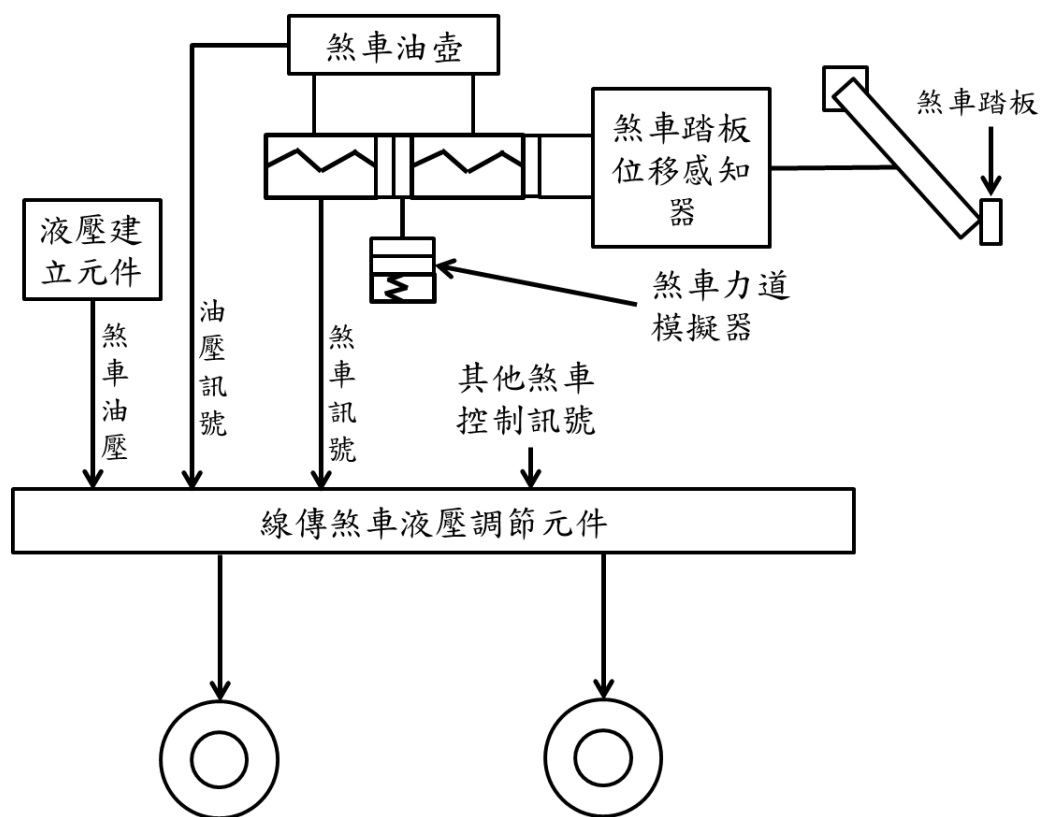 煞車油壺
煞車踏板
位移感知
器
煞車踏板
液壓建
立元件
煞車力道
模擬器
煞車油壓
油壓訊號
煞車訊號
其他煞車
控制訊號
線傳煞車液壓調節元件